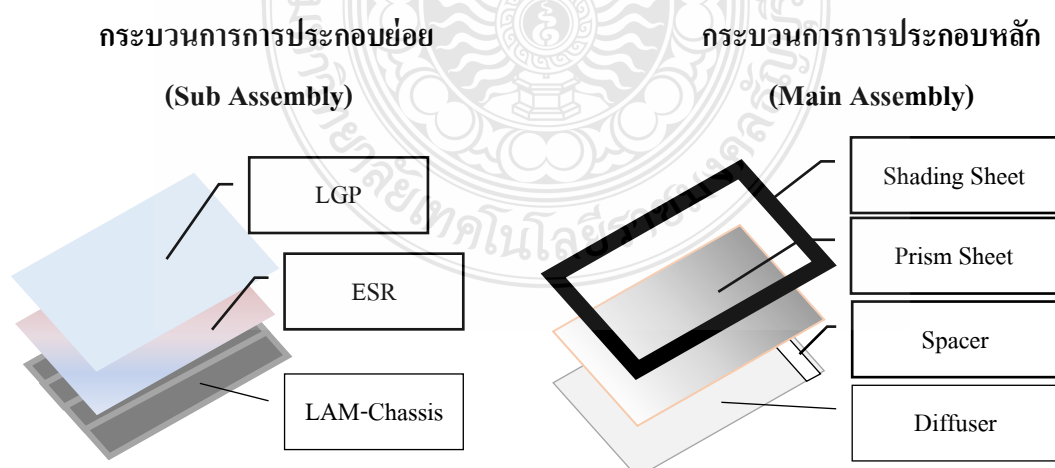 กระบวนการการประกอบย่อย
(Sub Assembly)
LGP
ESR
LAM-Chassis
กระบวนการการประกอบหลัก
(Main Assembly)
Shading Sheet
Prism Sheet
Spacer
Diffuser